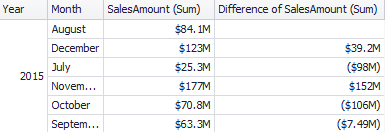 Year Month SalesAmount (Sum) Difference of SalesAmount (Sum)
2015 August $84.1M
December $123M $39.2M
July $25.3M ($98M)
Novem... $177M $152M
October $70.8M ($106M)
Septem... $63.3M ($7.49M)